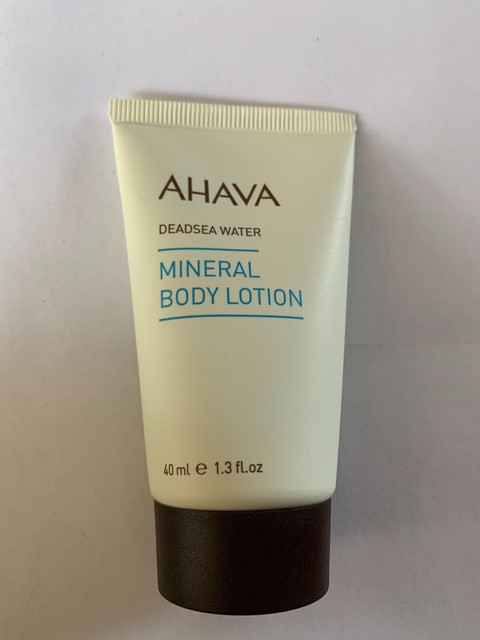 AHAVA
DEADSEA WATER
MINERAL
BODY LOTION
40 ml ℮ 1.3 fl.oz